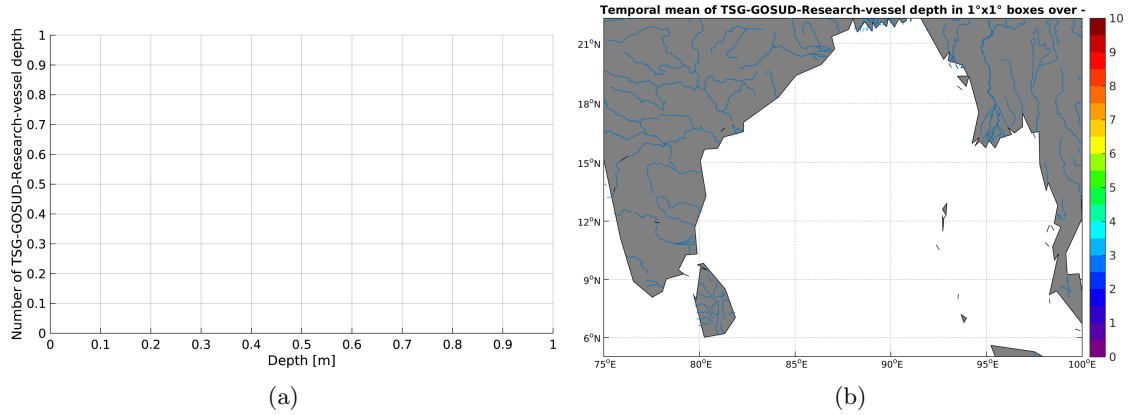 Number of TSG-GOSUD-Research-vessel depth
1
0.9
0.8
0.7
0.6
0.5
0.4
0.3
0.2
0.1
0
0 0.1 0.2 0.3 0.4 0.5 0.6 0.7 0.8 0.9 1
Depth [m]
(a)
Temporal mean of TSG-GOSUD-Research-vessel depth in 1°x1° boxes over -
21°N
18°N
15°N
12°N
9°N
6°N
75°E 80°E 85°E 90°E 95°E 100°E
10
9
8
7
6
5
4
3
2
1
0
(b)